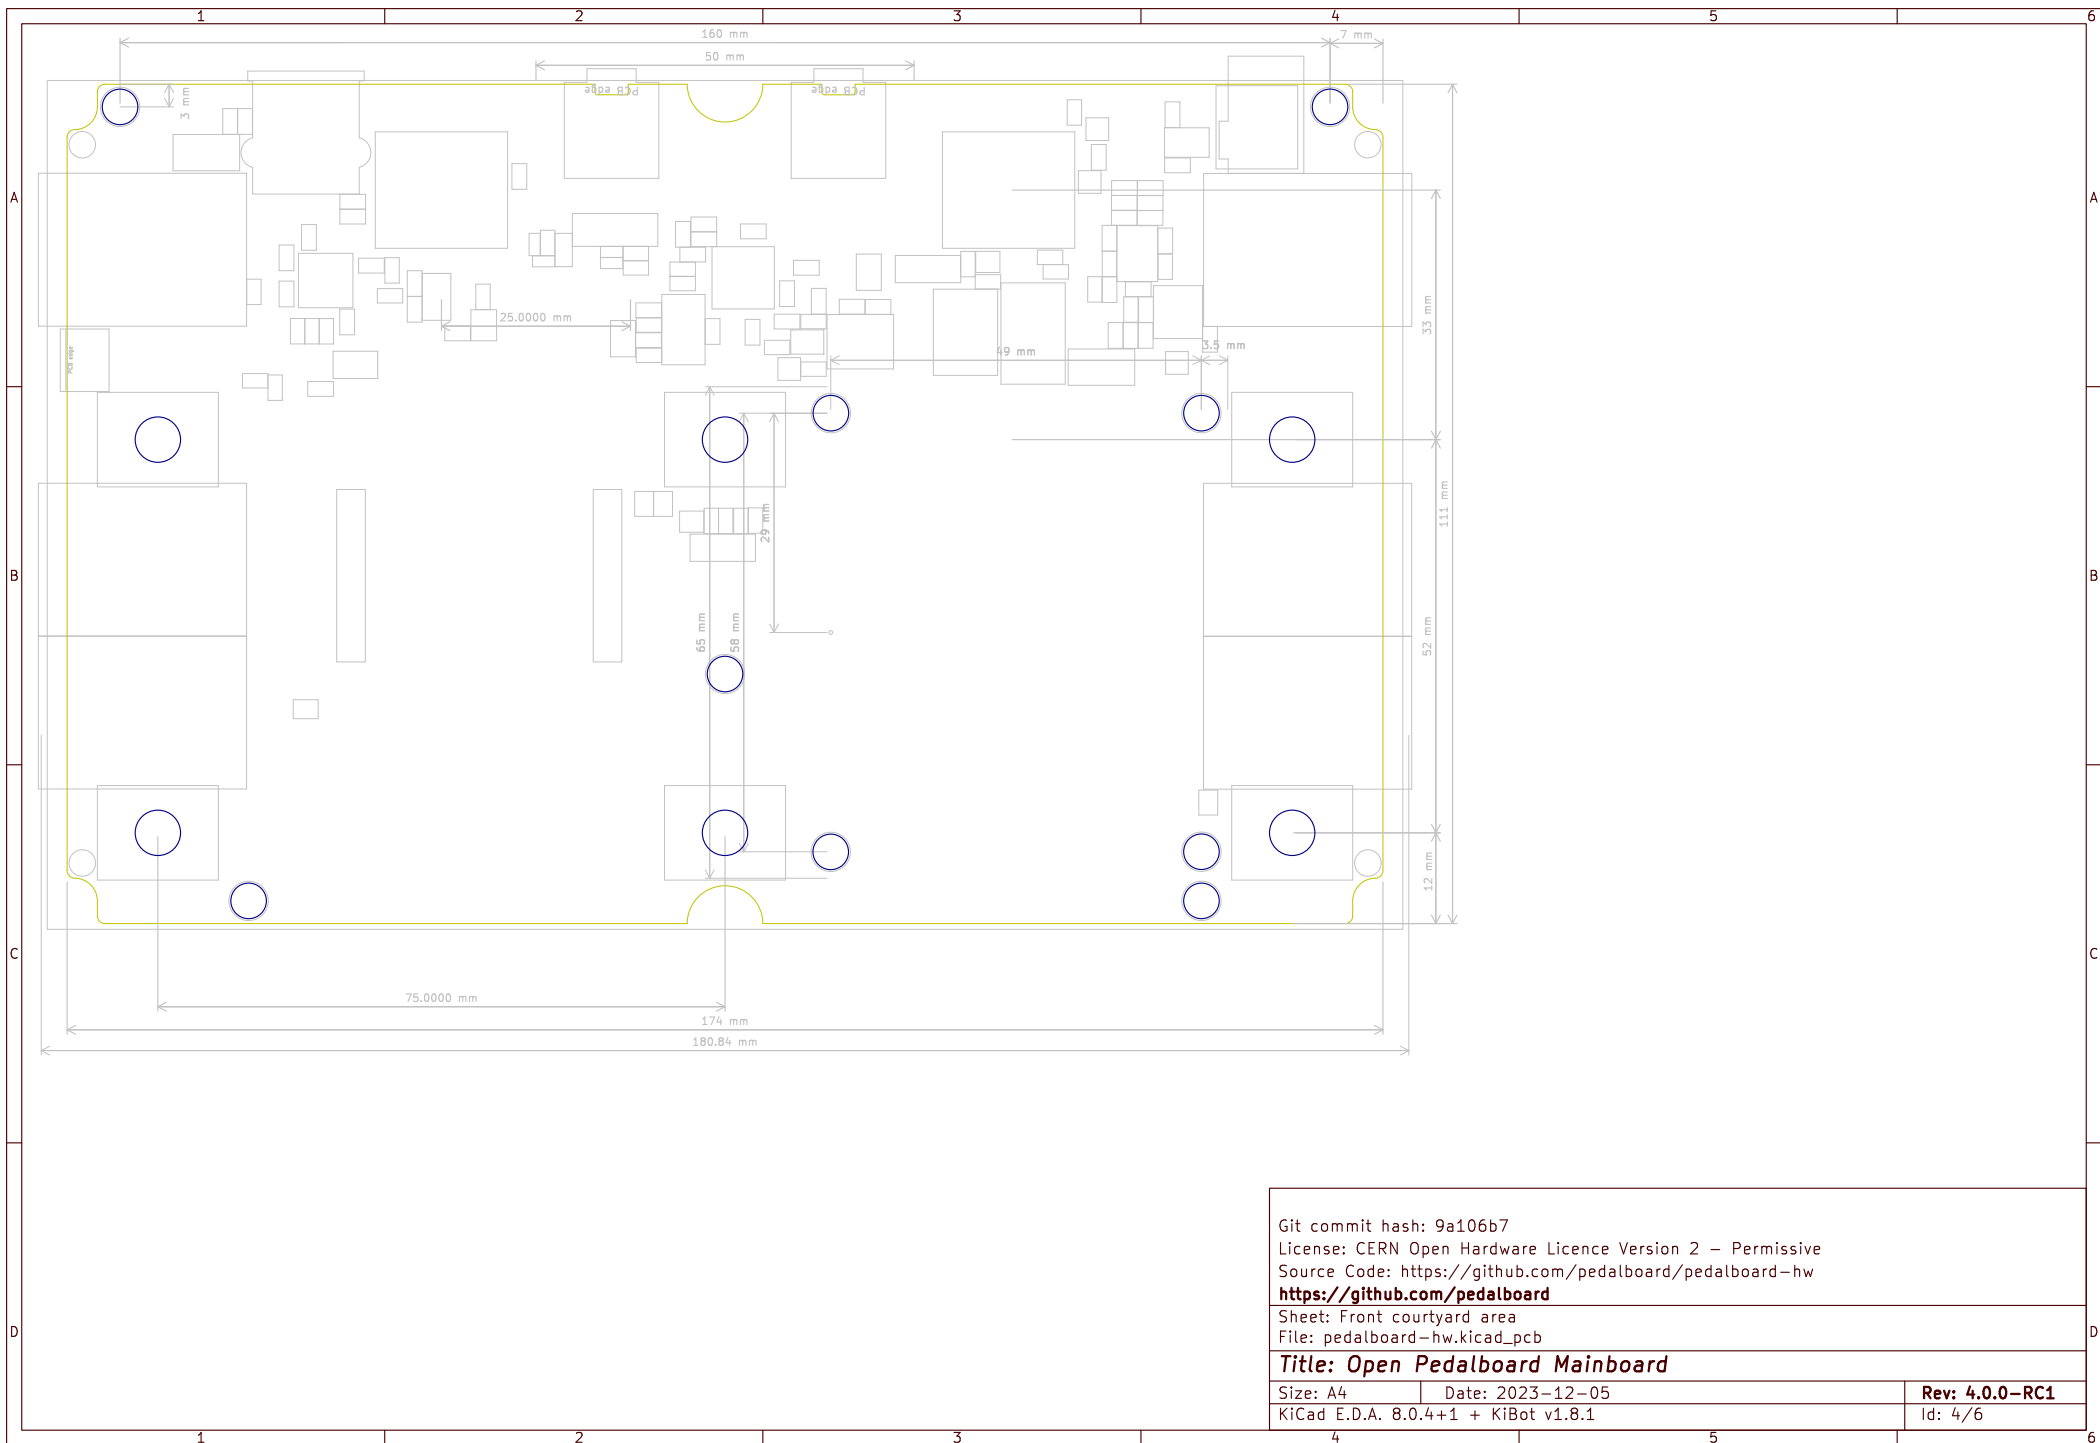 1 2 3 4 5 6
160 mm
7 mm
50 mm
3 mm
PCB edge
PCB edge
A
A
33 mm
25.0000 mm
3.5 mm
49 mm
PCB edge
111 mm
29 mm
B
B
65 mm
58 mm
52 mm
12 mm
C
C
75.0000 mm
174 mm
180.84 mm
Git commit hash: 9a106b7
License: CERN Open Hardware Licence Version 2 - Permissive
Source Code: https://github.com/pedalboard/pedalboard-hw
https://github.com/pedalboard
Sheet: Front courtyard area
D
D
File: pedalboard-hw.kicad_pcb
Title: Open Pedalboard Mainboard
Size: A4 Date: 2023-12-05 Rev: 4.0.0-RC1
KiCad E.D.A. 8.0.4+1 + KiBot v1.8.1 Id: 4/6
1 2 3 4 5 6